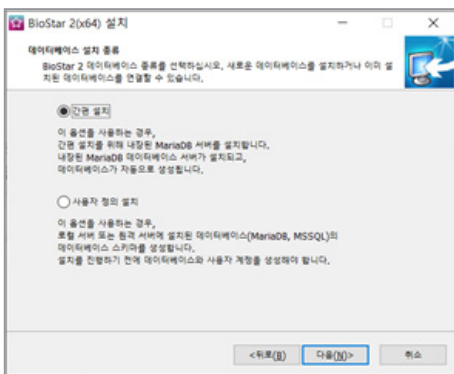 BioStar 2(x64) 설치
데이터베이스 설치 종류
BioStar 2 데이터베이스 종류를 선택하십시오. 새로운 데이터베이스를 설치하거나 이미 설
치된 데이터베이스를 연결할 수 있습니다.
간편 설치
이 옵션을 사용하는 경우,
간편 설치를 위해 내장된 MariaDB 서버를 설치합니다.
내장된 MariaDB 데이터베이스 서버가 설치되고,
데이터베이스가 자동으로 생성됩니다.
사용자 정의 설치
이 옵션을 사용하는 경우,
로컬 서버 또는 원격 서버에 설치된 데이터베이스(MariaDB, MSSQL)의
데이터베이스 스키마를 생성합니다.
설치를 진행하기 전에 데이터베이스와 사용자 계정을 생성해야 합니다.
<뒤로(B) 다음(N)> 취소